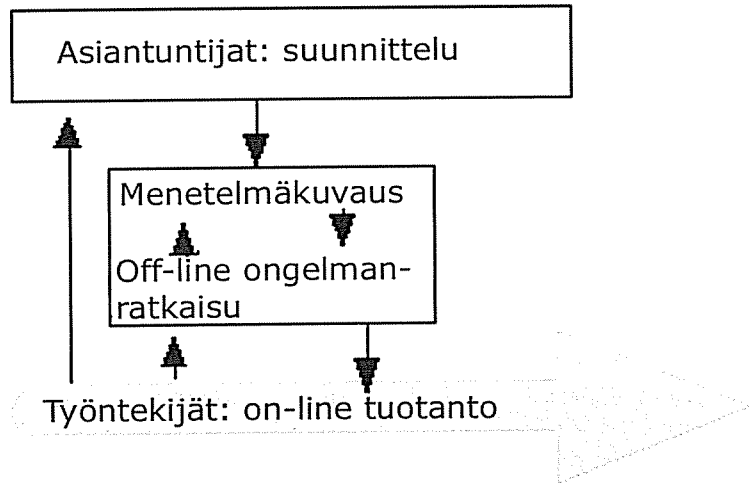 Asiantuntijat: suunnittelu
Menetelmäkuvaus
Off-line ongelman-
ratkaisu
Työntekijät: on-line tuotanto